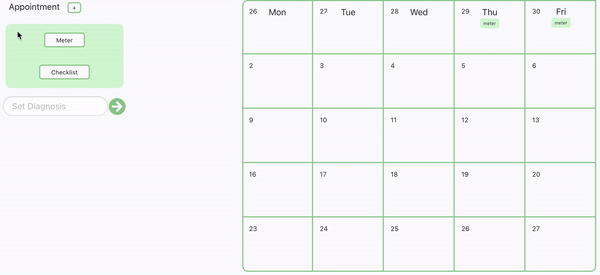 Appointment +
Meter
Checklist
Set Diagnosis
26 Mon 27 Tue 28 Wed 29 Thu 30 Fri
meter meter
2 3 4 5 6
9 10 11 12 13
16 17 18 19 20
23 24 25 26 27